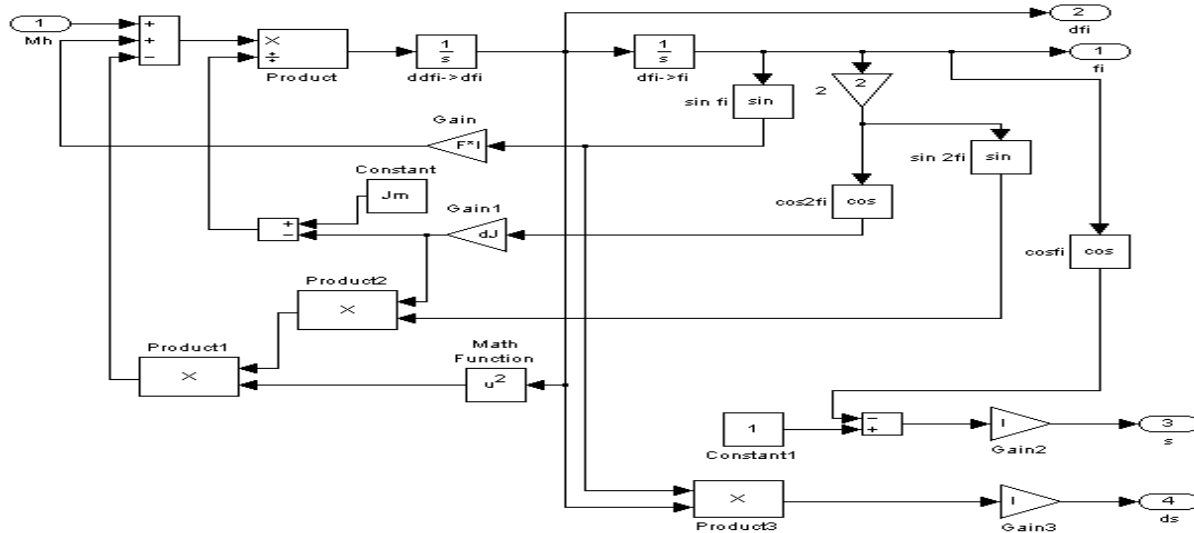 1
Mh
+
+
−
×
÷
Product
1
s
ddfi->dfi
1
s
dfi->fi
2
dfi
1
fi
sin fi
sin
2
2
Gain
F*l
sin 2fi
sin
Constant
Jm
cos2fi
cos
Gain1
dJ
+
−
cosfi
cos
Product2
×
Product1
×
Math
Function
u2
−
+
1
Constant1
l
Gain2
3
s
×
Product3
l
Gain3
4
ds